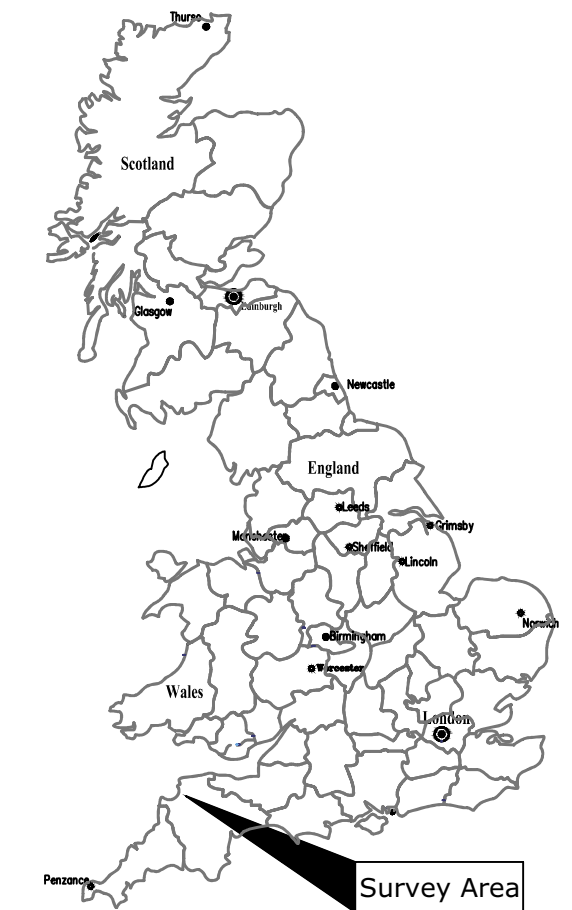 Thurso
Scotland
Glasgow
Edinburgh
Newcastle
England
Leeds
Grimsby
Manchester
Sheffield
Lincoln
Norwich
Birmingham
Worcester
Wales
London
Penzance
Survey Area